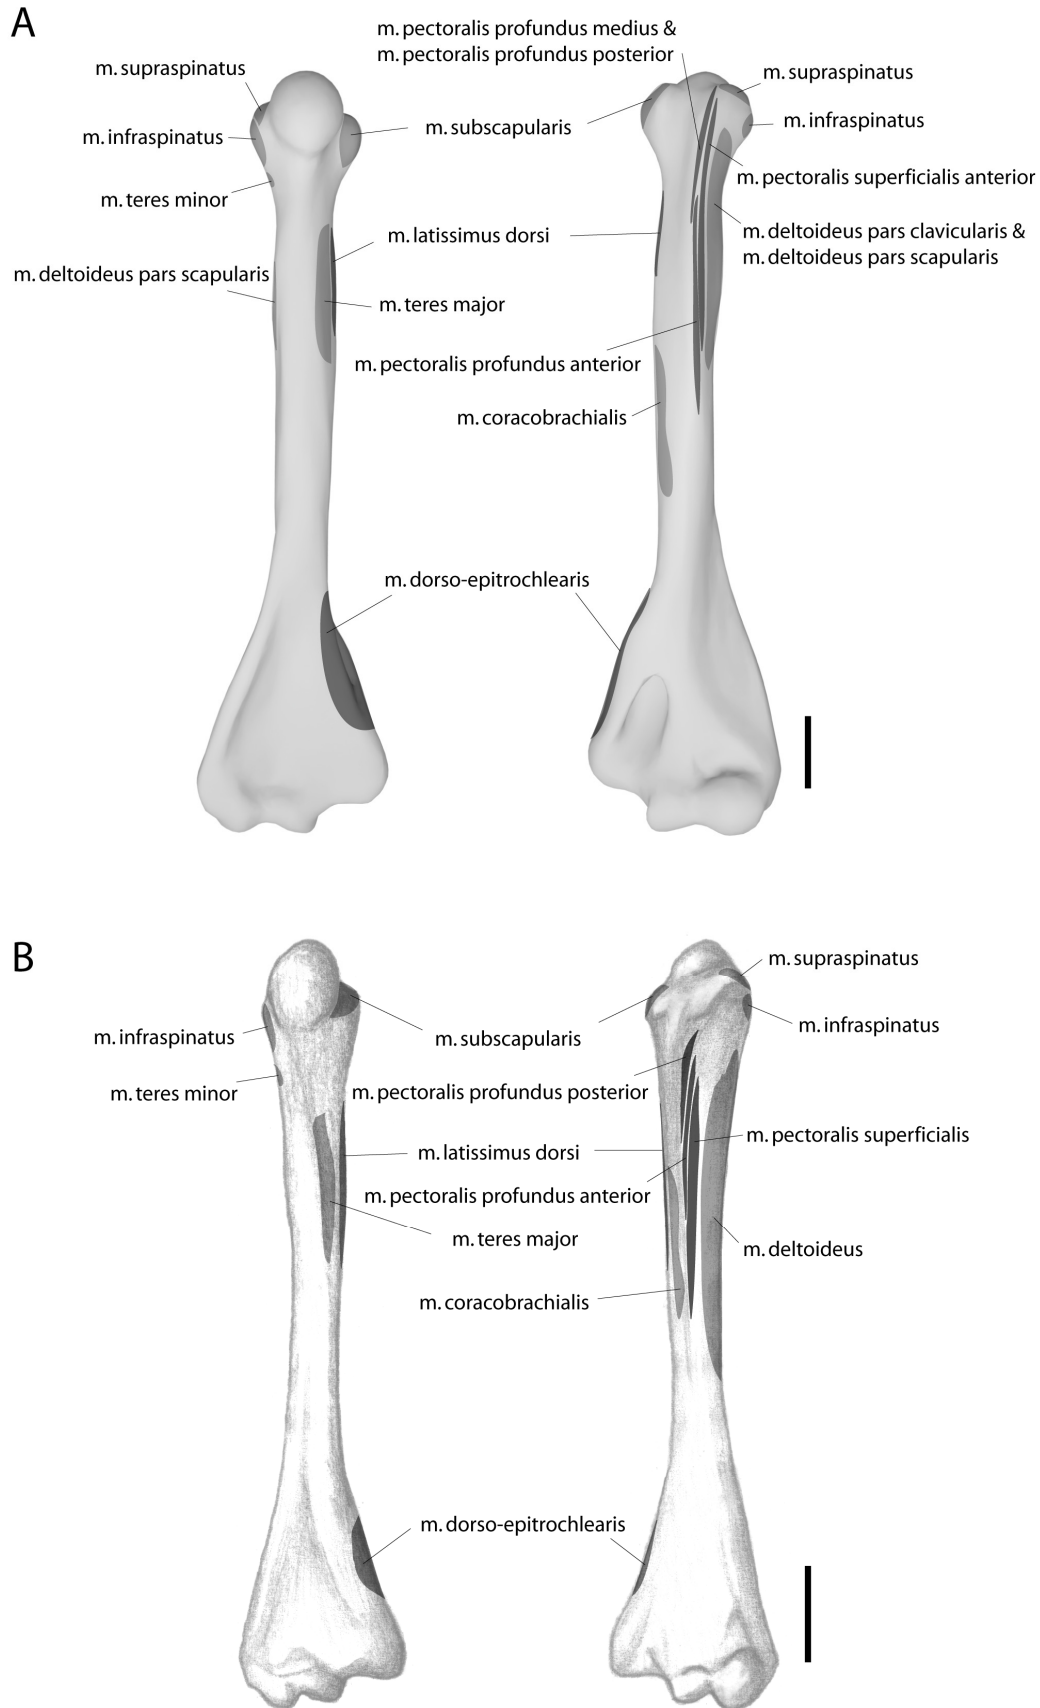 A
m. pectoralis profundus medius &
m. pectoralis profundus posterior
m. supraspinatus
m. supraspinatus
m. infraspinatus
m. subscapularis
m. infraspinatus
m. teres minor
m. pectoralis superficialis anterior
m. latissimus dorsi
m. deltoideus pars clavicularis &
m. deltoideus pars scapularis
m. deltoideus pars scapularis
m. teres major
m. pectoralis profundus anterior
m. coracobrachialis
m. dorso-epitrochlearis
B
m. supraspinatus
m. infraspinatus
m. subscapularis
m. infraspinatus
m. teres minor
m. pectoralis profundus posterior
m. pectoralis superficialis
m. latissimus dorsi
m. pectoralis profundus anterior
m. teres major
m. deltoideus
m. coracobrachialis
m. dorso-epitrochlearis